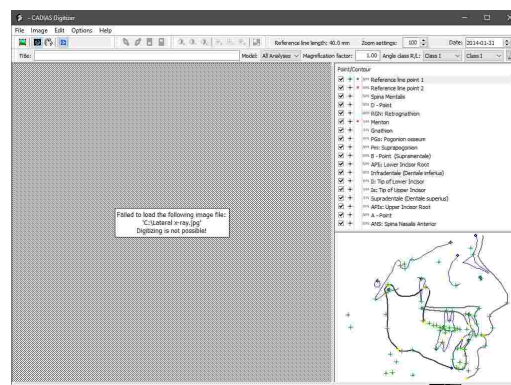 - CADIAS Digitizer
File Image Edit Options Help
Reference line length: 40.0 mm Zoom settings: 100 Date: 2014-01-31
Title: Model: All Analyses Magnification factor: 1.00 Angle class R/L: Class I Class I
Point/Contour
Reference line point 1
Reference line point 2
Spina Mentalis
D - Point
RGN: Retrognathion
Menton
Gnathion
PGo: Pogonion osseum
Pm: Suprapogonion
B - Point (Supramentale)
APIi: Lower Incisor Root
Infradentale (Dentale inferius)
Ii: Tip of Lower Incisor
Is: Tip of Upper Incisor
Supradentale (Dentale superius)
APIs: Upper Incisor Root
A - Point
ANS: Spina Nasalis Anterior
Failed to load the following image file:
'C:\Lateral x-ray.jpg'
Digitizing is not possible!